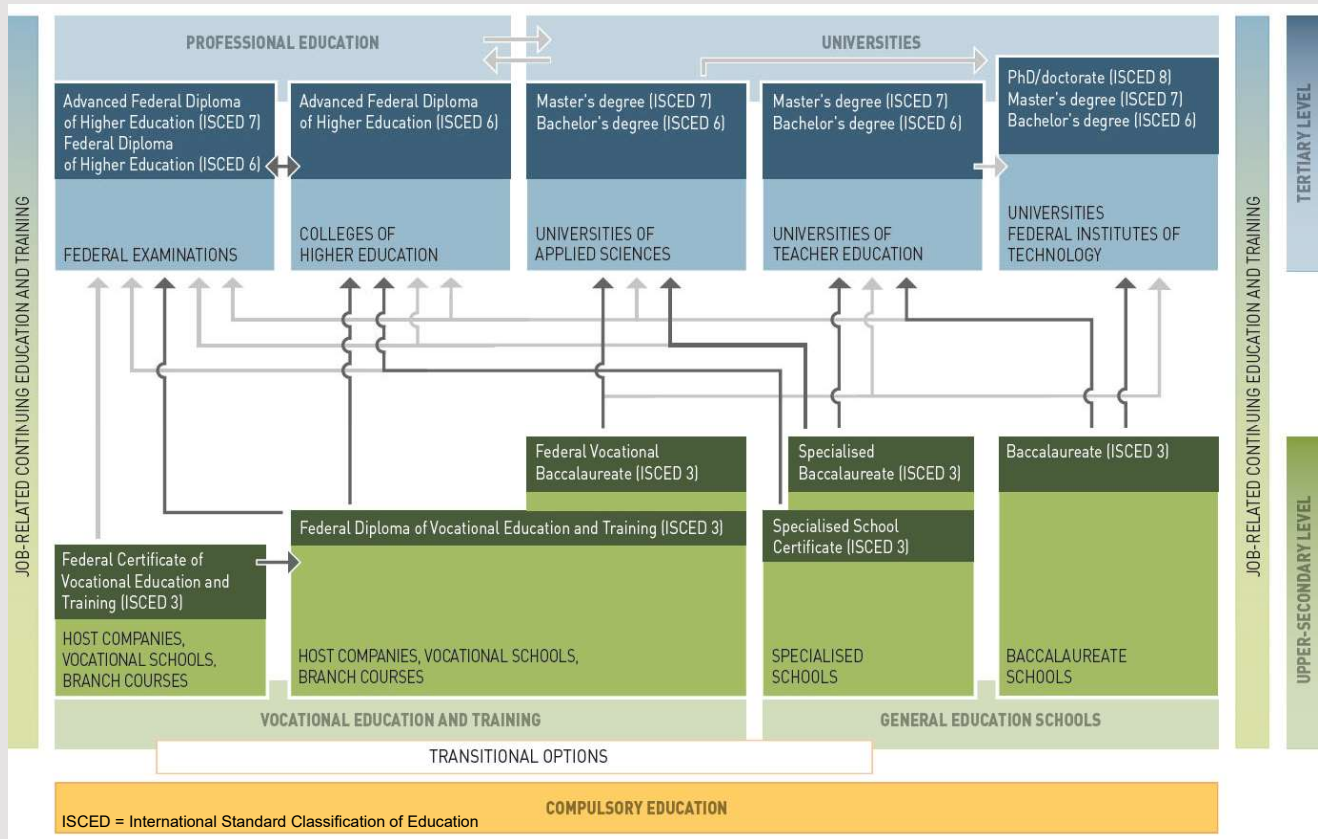 PROFESSIONAL EDUCATION
UNIVERSITIES
Advanced Federal Diploma
of Higher Education (ISCED 7)
Federal Diploma
of Higher Education (ISCED 6)
FEDERAL EXAMINATIONS
Advanced Federal Diploma
of Higher Education (ISCED 6)
COLLEGES OF
HIGHER EDUCATION
Master's degree (ISCED 7)
Bachelor's degree (ISCED 6)
UNIVERSITIES OF
APPLIED SCIENCES
Master's degree (ISCED 7)
Bachelor's degree (ISCED 6)
UNIVERSITIES OF
TEACHER EDUCATION
PhD/doctorate (ISCED 8)
Master's degree (ISCED 7)
Bachelor's degree (ISCED 6)
UNIVERSITIES
FEDERAL INSTITUTES OF
TECHNOLOGY
JOB-RELATED CONTINUING EDUCATION AND TRAINING
JOB-RELATED CONTINUING EDUCATION AND TRAINING
TERTIARY LEVEL
UPPER-SECONDARY LEVEL
Federal Vocational
Baccalaureate (ISCED 3)
Specialised
Baccalaureate (ISCED 3)
Baccalaureate (ISCED 3)
Federal Diploma of Vocational Education and Training (ISCED 3)
Specialised School
Certificate (ISCED 3)
Federal Certificate of
Vocational Education and
Training (ISCED 3)
HOST COMPANIES,
VOCATIONAL SCHOOLS,
BRANCH COURSES
HOST COMPANIES, VOCATIONAL SCHOOLS,
BRANCH COURSES
SPECIALISED
SCHOOLS
BACCALAUREATE
SCHOOLS
VOCATIONAL EDUCATION AND TRAINING
GENERAL EDUCATION SCHOOLS
TRANSITIONAL OPTIONS
COMPULSORY EDUCATION
ISCED = International Standard Classification of Education